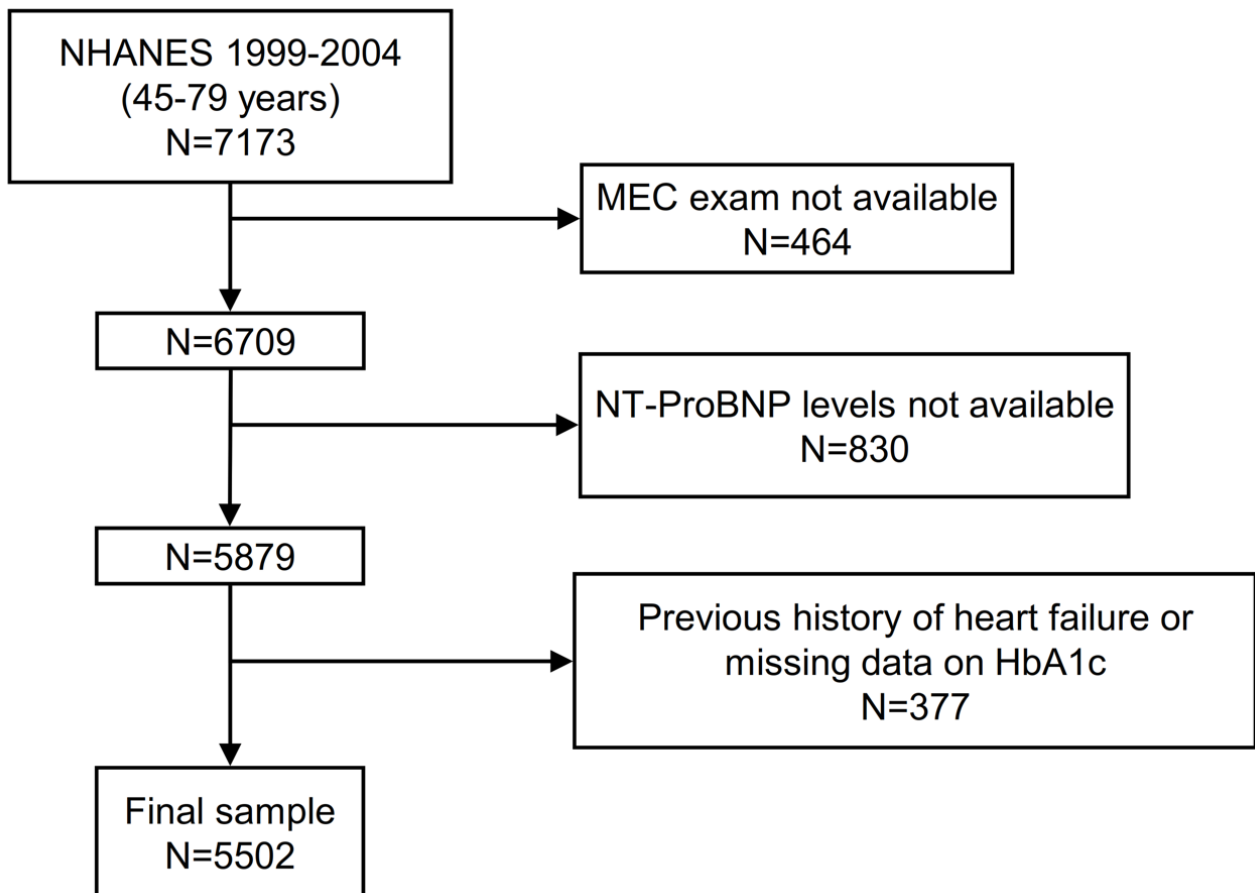 NHANES 1999-2004
(45-79 years)
N=7173
MEC exam not available
N=464
N=6709
NT-ProBNP levels not available
N=830
N=5879
Previous history of heart failure or
missing data on HbA1c
N=377
Final sample
N=5502